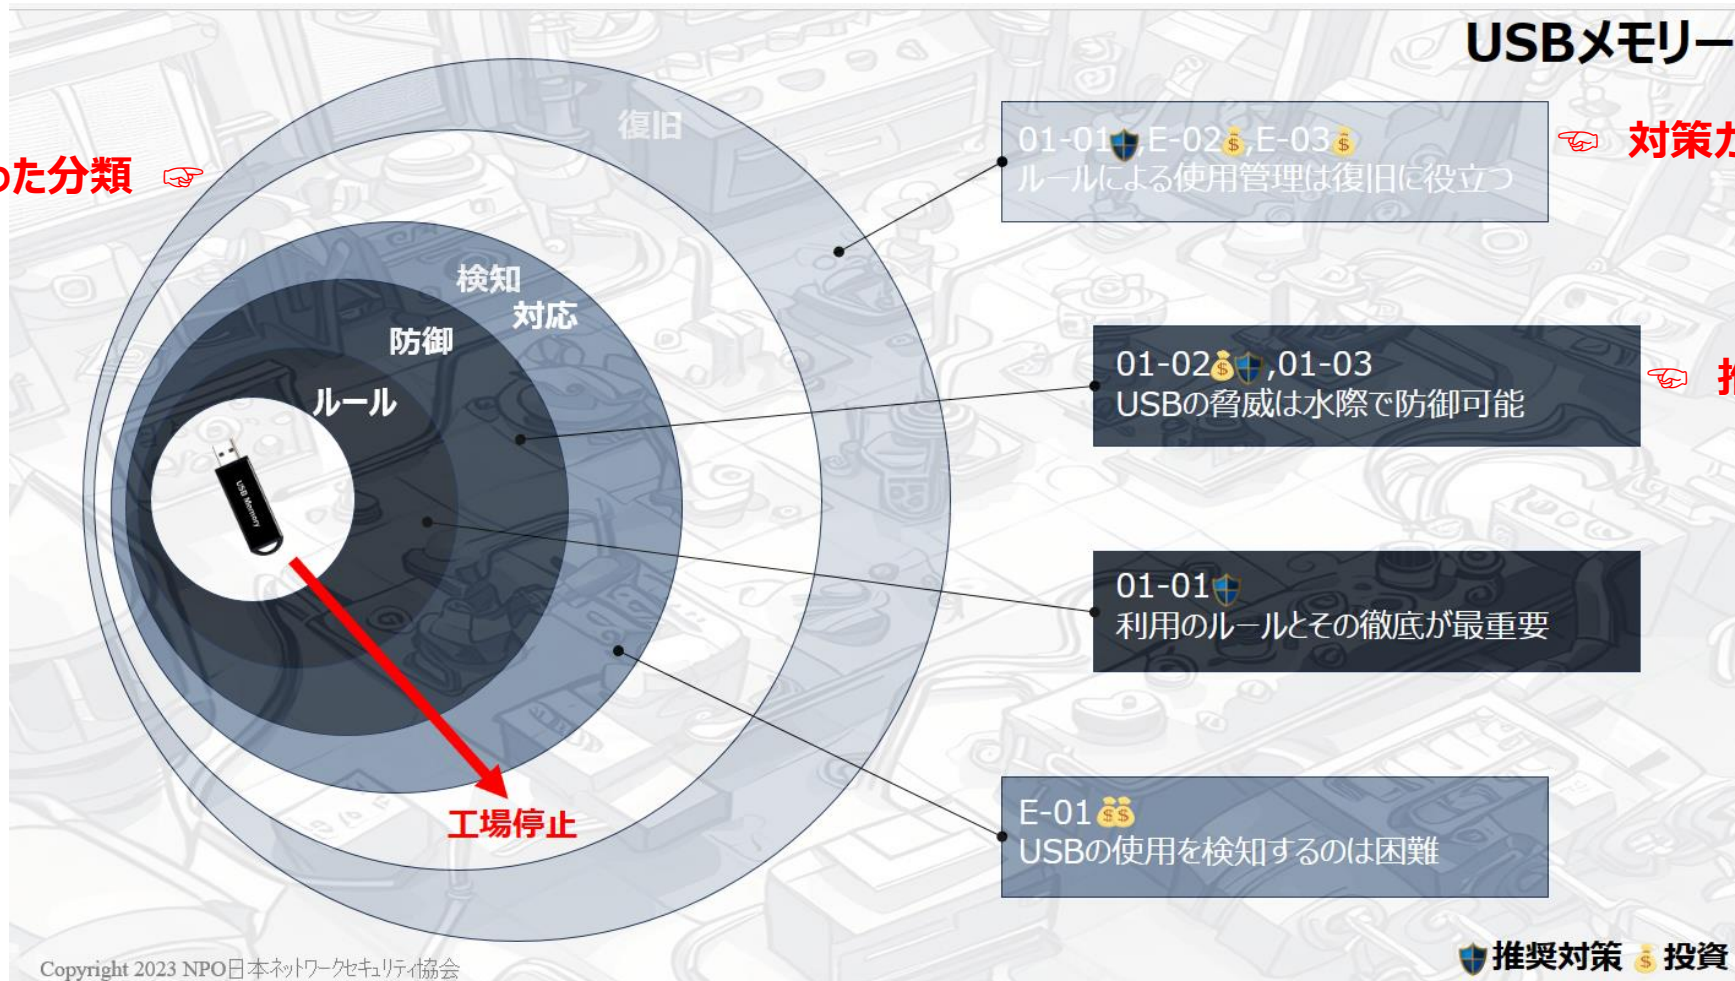 USBメモリー
った分類 ☞
☜ 対策カ
復旧
01-01🛡,E-02💰,E-03💰
ルールによる使用管理は復旧に役立つ
検知
対応
防御
ルール
USB Memory
01-02💰🛡,01-03
USBの脅威は水際で防御可能
☜
01-01🛡
利用のルールとその徹底が最重要
工場停止
E-01💰💰
USBの使用を検知するのは困難
🛡推奨対策 💰投資
Copyright 2023 NPO日本ネットワークセキュリティ協会